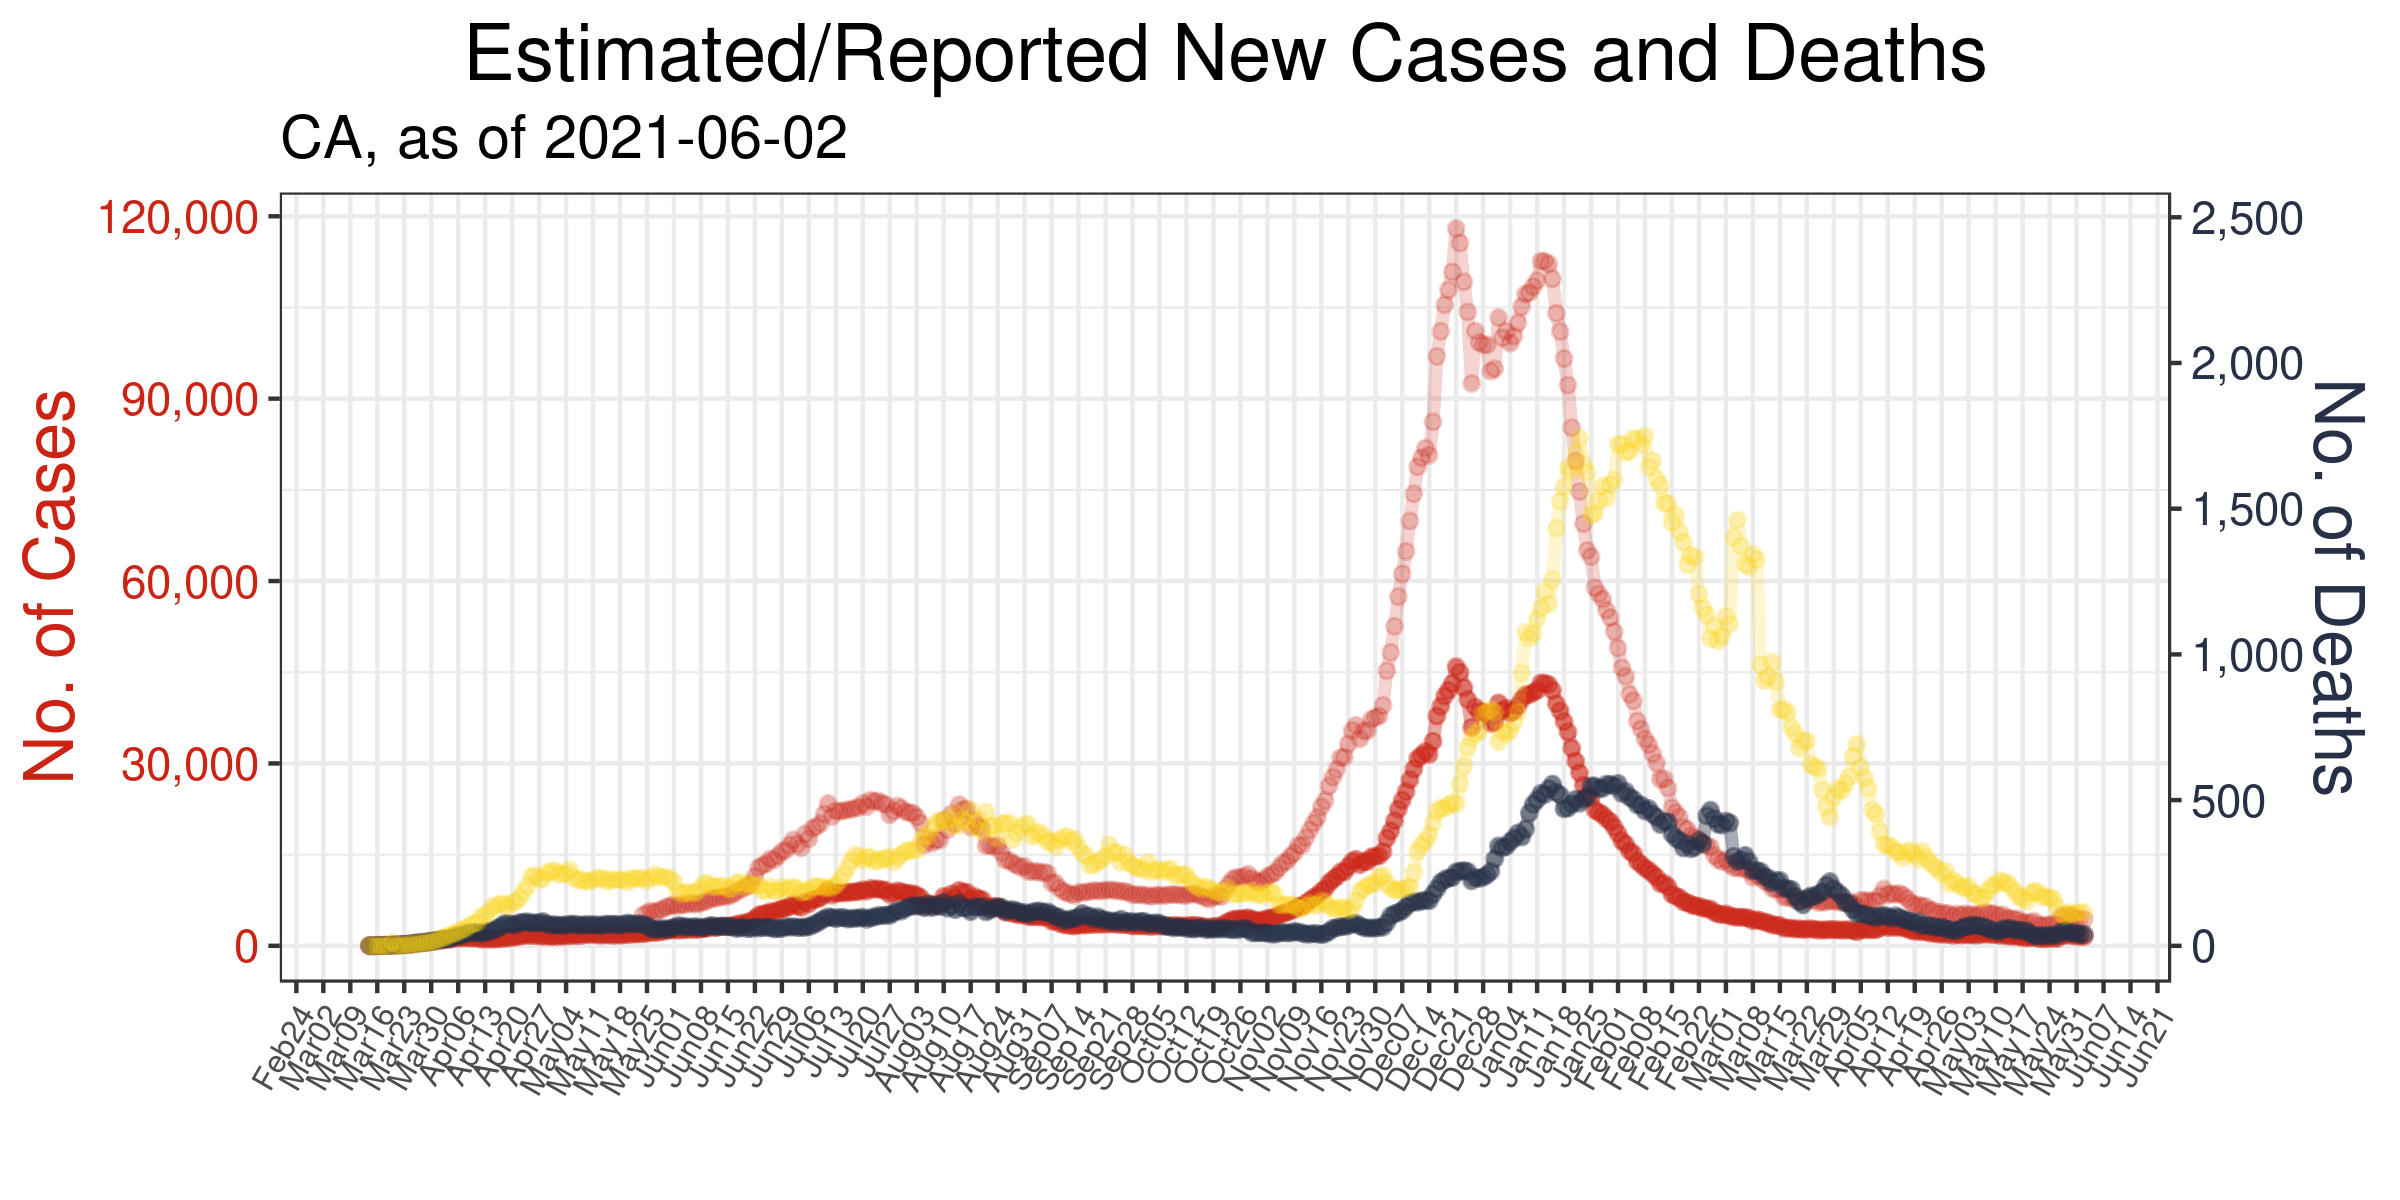 Estimated/Reported New Cases and Deaths
CA, as of 2021-06-02
No. of Cases
120,000
90,000
60,000
30,000
0
2,500
2,000
1,500
1,000
500
0
No. of Deaths
Feb24
Mar02
Mar09
Mar16
Mar23
Mar30
Apr06
Apr13
Apr20
Apr27
May04
May11
May18
May25
Jun01
Jun08
Jun15
Jun22
Jun29
Jul06
Jul13
Jul20
Jul27
Aug03
Aug10
Aug17
Aug24
Aug31
Sep07
Sep14
Sep21
Sep28
Oct05
Oct12
Oct19
Oct26
Nov02
Nov09
Nov16
Nov23
Nov30
Dec07
Dec14
Dec21
Dec28
Jan04
Jan11
Jan18
Jan25
Feb01
Feb08
Feb15
Feb22
Mar01
Mar08
Mar15
Mar22
Mar29
Apr05
Apr12
Apr19
Apr26
May03
May10
May17
May24
May31
Jun07
Jun14
Jun21